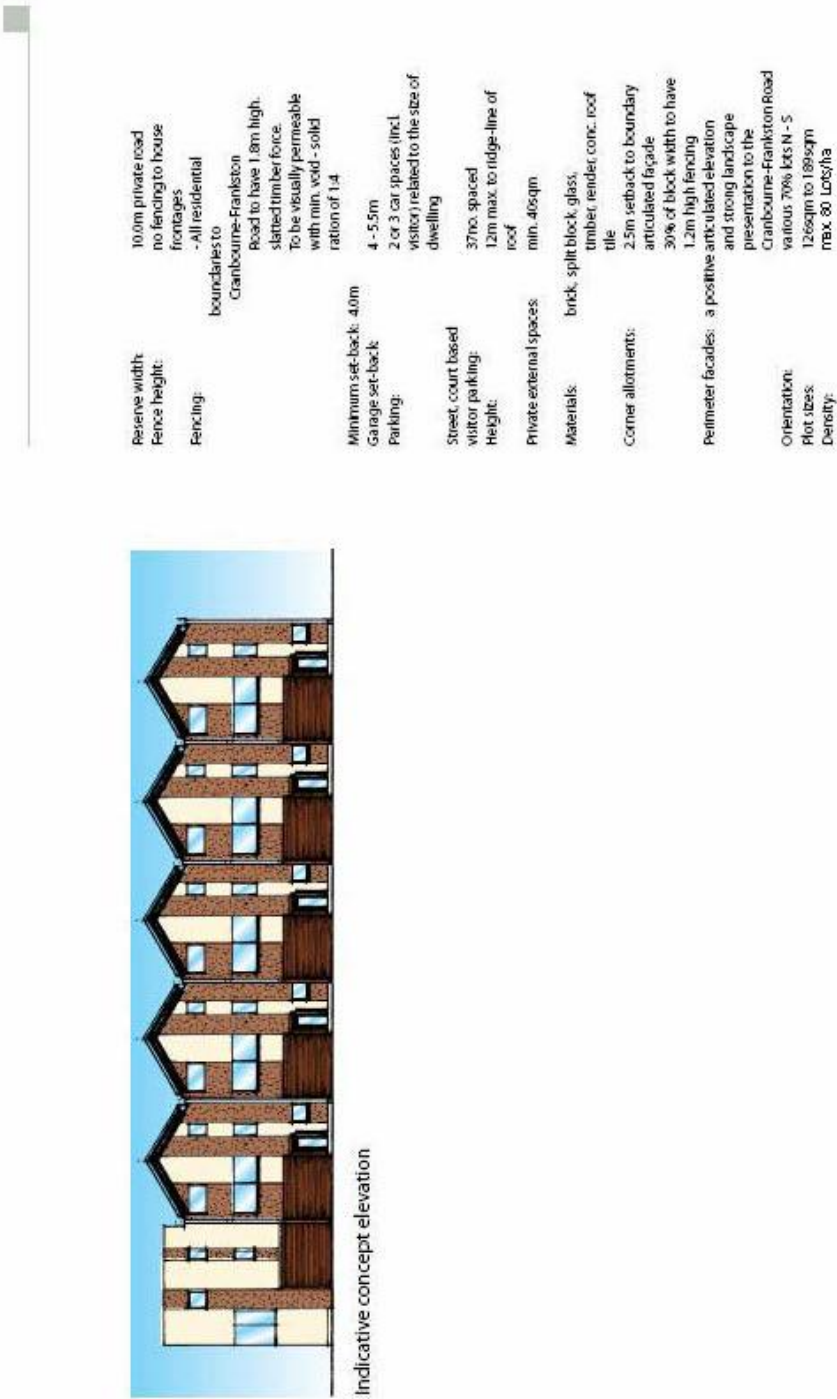 Indicative concept elevation
Reserve width: 10.0m private road
Fence height: no fencing to house
frontages
Fencing: - All residential
boundaries to
Cranbourne-Frankston
Road to have 1.8m high.
slatted timber force.
To be visually permeable
with min. void - solid
ration of 1:4
Minimum set-back: 4.0m
Garage set-back: 4 - 5.5m
Parking: 2 or 3 car spaces (incl.
visitor) related to the size of
dwelling
Street, court based
visitor parking: 37no. spaced
Height: 12m max. to ridge-line of
roof
Private external spaces: min. 40sqm
Materials: brick, split block, glass,
timber, render, conc. roof
tile
Corner allotments: 2.5m setback to boundary
articulated façade
30% of block width to have
1.2m high fencing
Perimeter facades: a positive articulated elevation
and strong landscape
presentation to the
Cranbourne-Frankston Road
Orientation: various 70% lots N - S
Plot sizes: 126sqm to 189sqm
Density: max. 80 Lots/ha